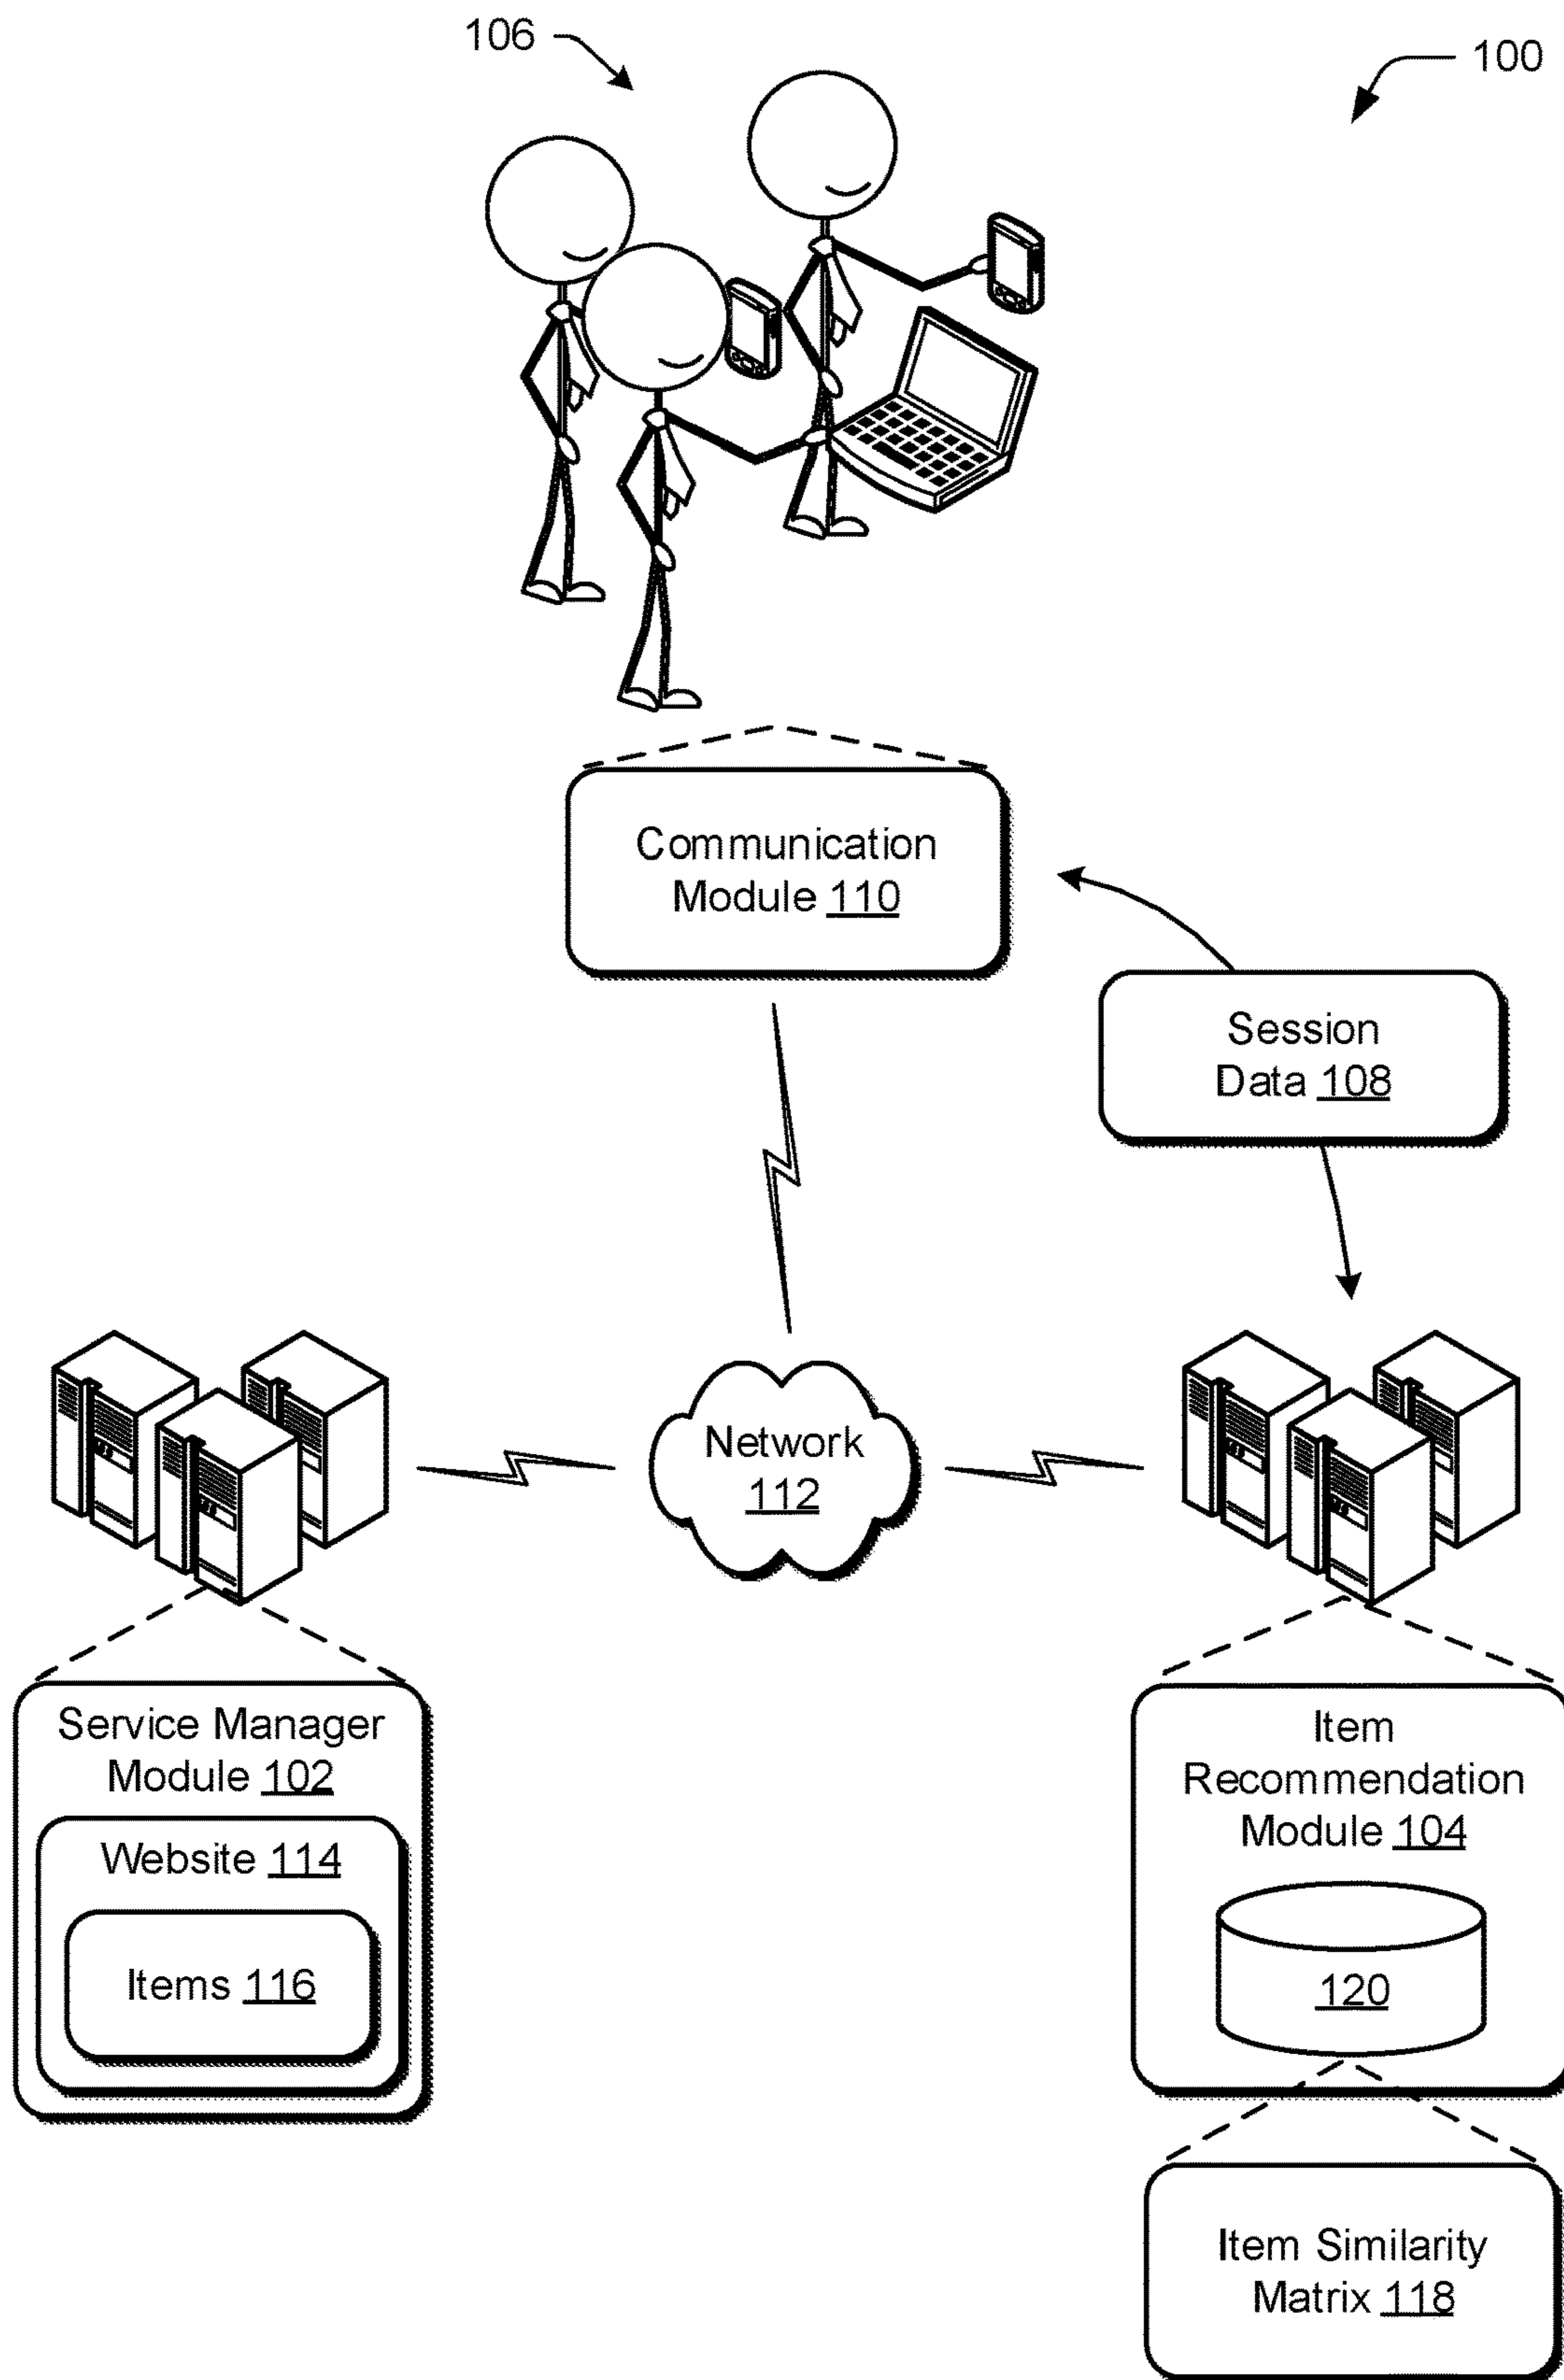 106
100
Communication
Module 110
Session
Data 108
Network
112
Service Manager
Module 102
Website 114
Items 116
Item
Recommendation
Module 104
120
Item Similarity
Matrix 118